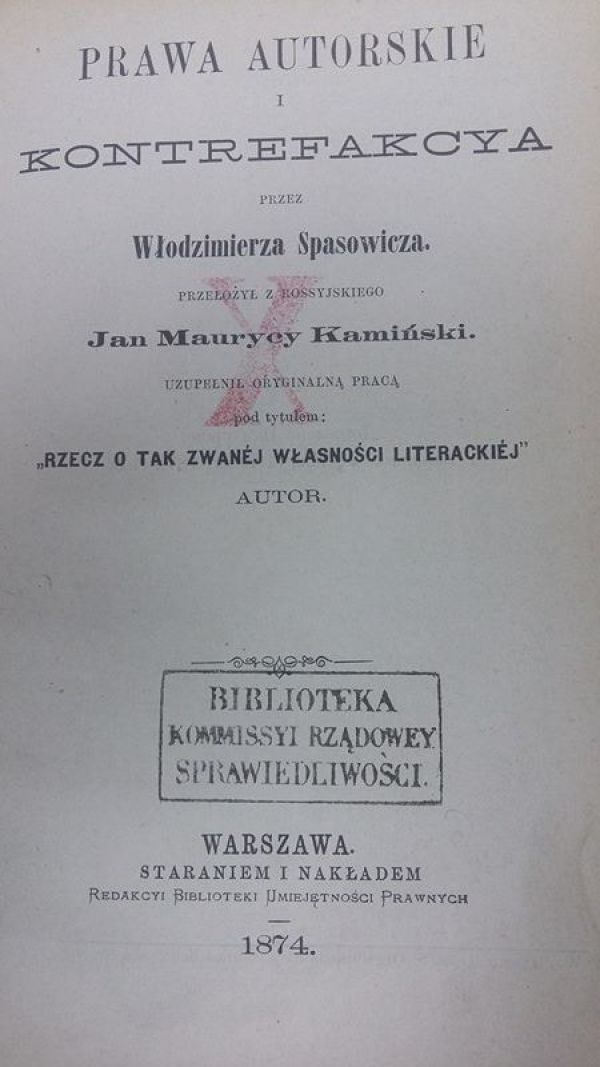 PRAWA AUTORSKIE
I
KONTREFAKCYA
PRZEZ
Włodzimierza Spasowicza.
PRZEŁOŻYŁ Z ROSSYJSKIEGO
Jan Maurycy Kamiński.
UZUPEŁNIŁ ORYGINALNĄ PRACĄ
pod tytułem:
„RZECZ O TAK ZWANÉJ WŁASNOŚCI LITERACKIÉJ”
AUTOR.
BIBLIOTEKA
KOMMISSYI RZĄDOWEY
SPRAWIEDLIWOŚCI.
WARSZAWA.
STARANIEM I NAKŁADEM
REDAKCYI BIBLIOTEKI UMIEJĘTNOŚCI PRAWNYCH
1874.